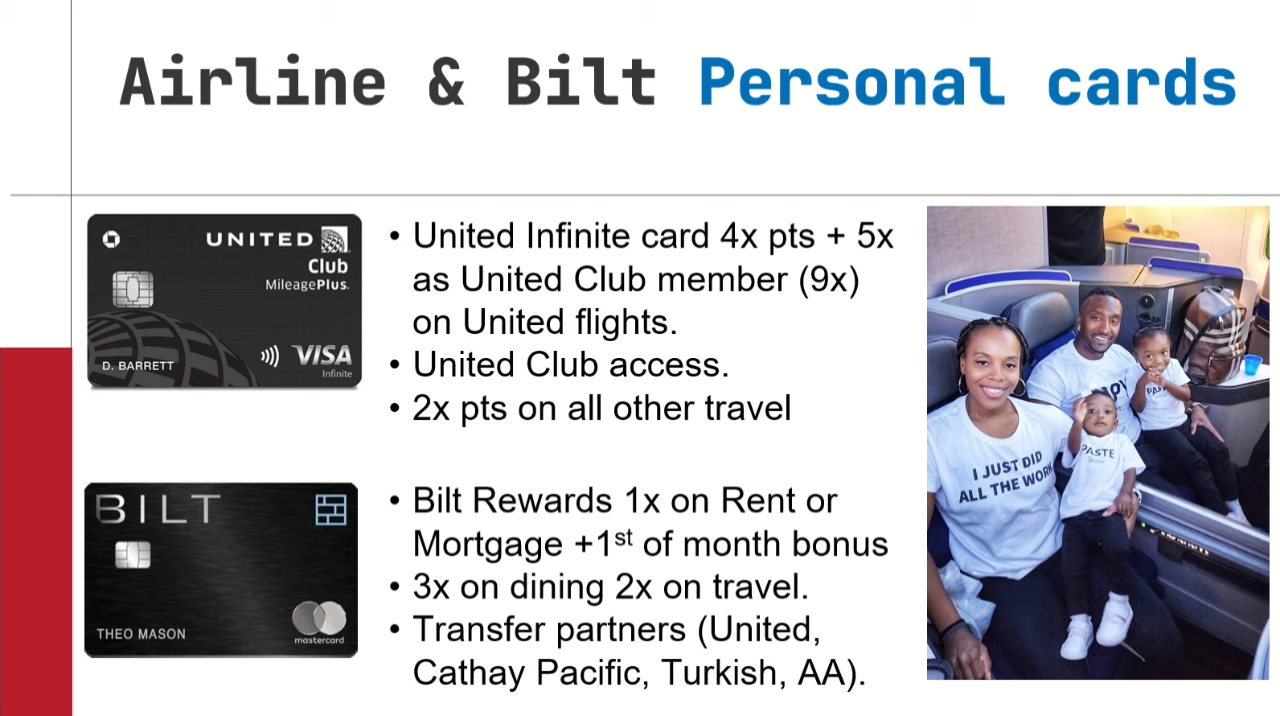 Airline & Bilt Personal cards
UNITED
Club
MileagePlus.
D. BARRETT
VISA
Infinite
• United Infinite card 4x pts + 5x
as United Club member (9x)
on United flights.
• United Club access.
• 2x pts on all other travel
BILT
THEO MASON
mastercard
• Bilt Rewards 1x on Rent or
Mortgage +1st of month bonus
• 3x on dining 2x on travel.
• Transfer partners (United,
Cathay Pacific, Turkish, AA).
I JUST DID
ALL THE WORK
PASTE